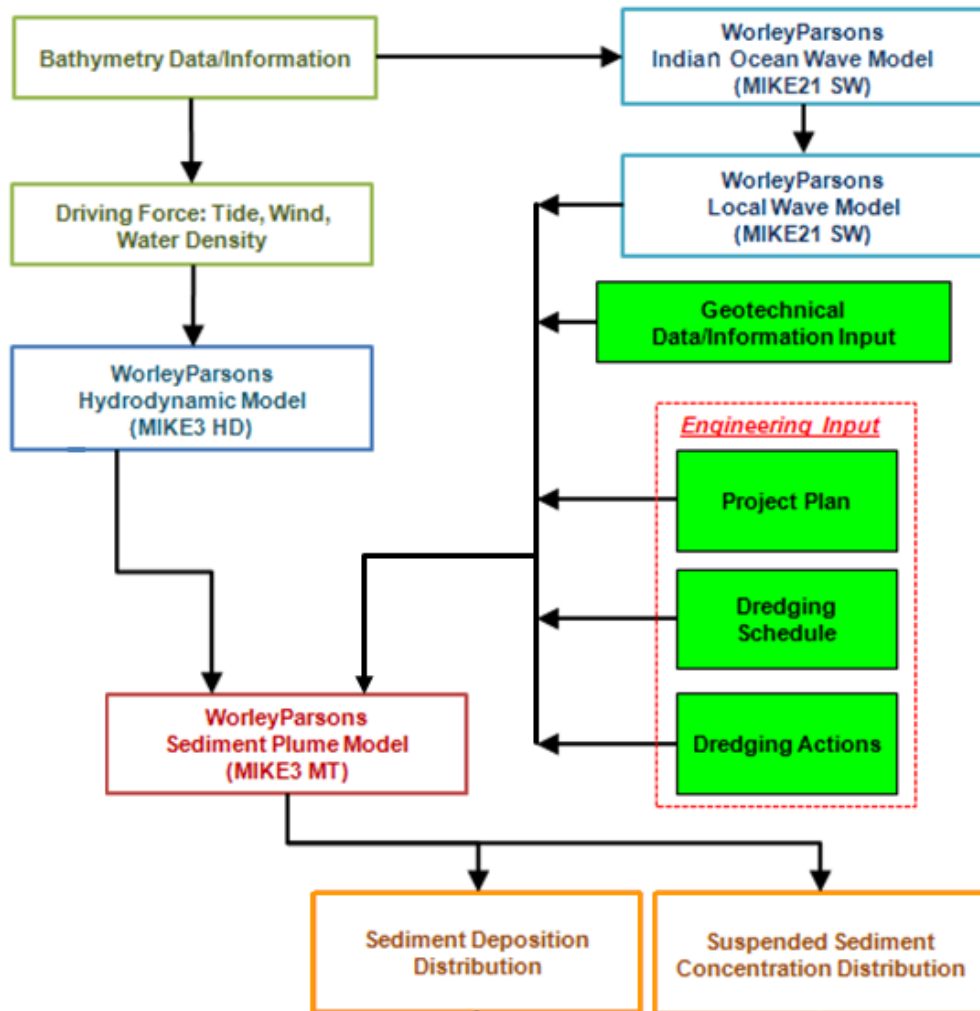 Bathymetry Data/Information
WorleyParsons
Indian Ocean Wave Model
(MIKE21 SW)
Driving Force: Tide, Wind,
Water Density
WorleyParsons
Local Wave Model
(MIKE21 SW)
Geotechnical
Data/Information Input
WorleyParsons
Hydrodynamic Model
(MIKE3 HD)
Engineering Input
Project Plan
Dredging
Schedule
Dredging Actions
WorleyParsons
Sediment Plume Model
(MIKE3 MT)
Sediment Deposition
Distribution
Suspended Sediment
Concentration Distribution